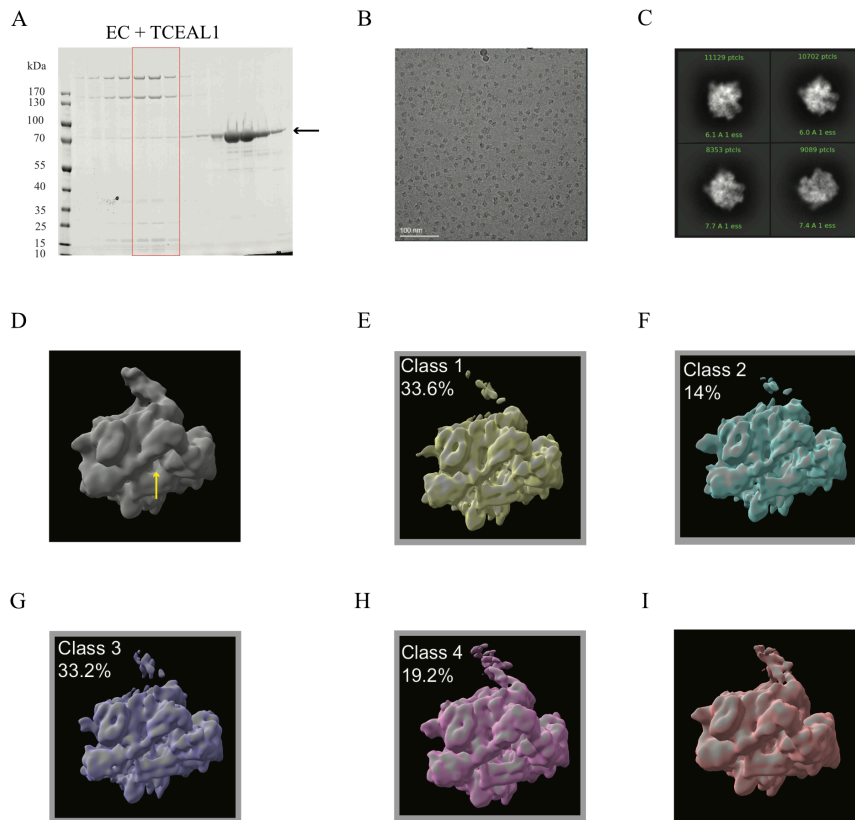 A
EC + TCEAL1
kDa
170
130
100
70
55
40
35
25
15
10
B
100 nm
C
11129 ptcls
10702 ptcls
6.1 A 1 ess
6.0 A 1 ess
8353 ptcls
9089 ptcls
7.7 A 1 ess
7.4 A 1 ess
D
E
Class 1
33.6%
F
Class 2
14%
G
Class 3
33.2%
H
Class 4
19.2%
I